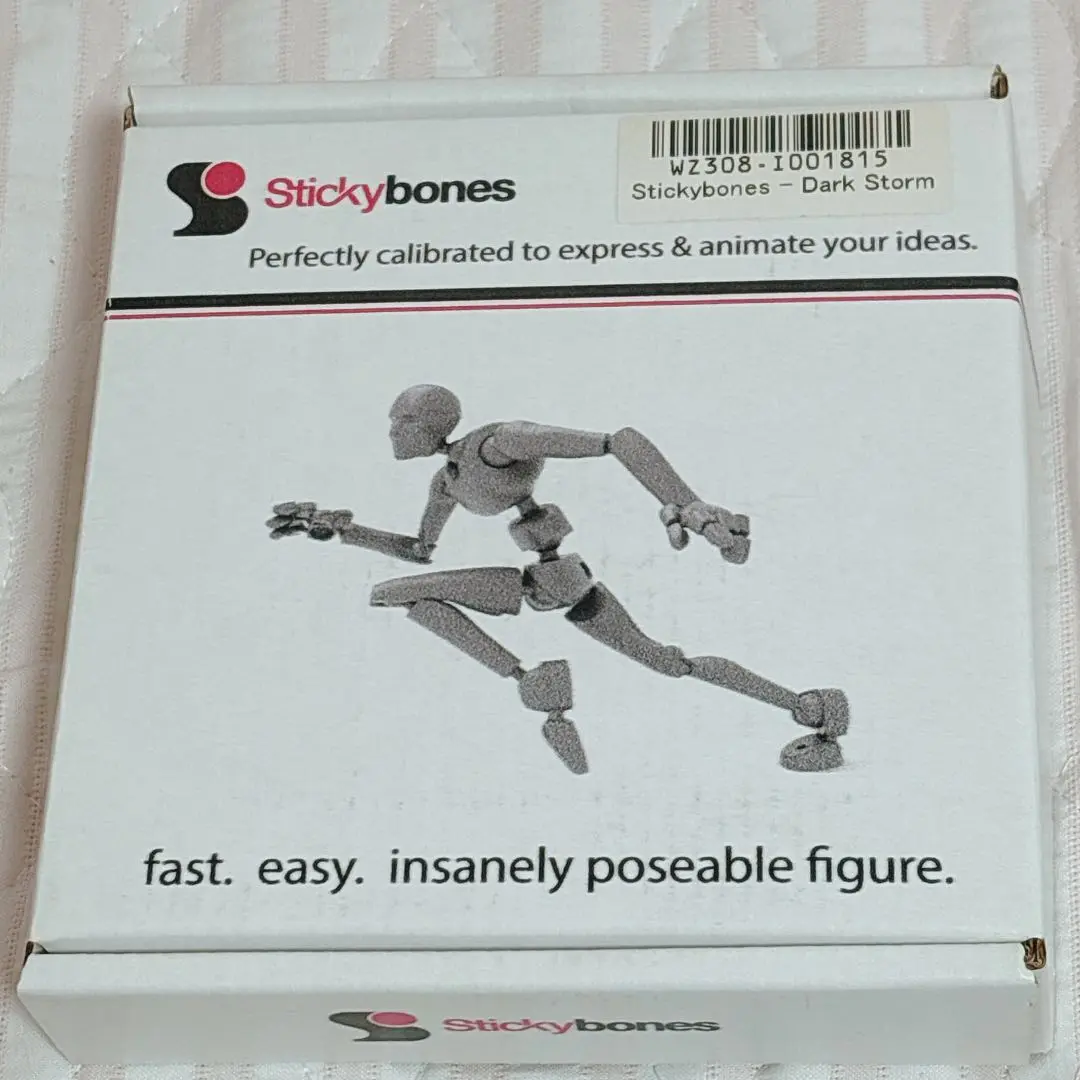 Stickybones
WZ308-I001815
Stickybones - Dark Storm
Perfectly calibrated to express & animate your ideas.
fast. easy. insanely poseable figure.
Stickybones